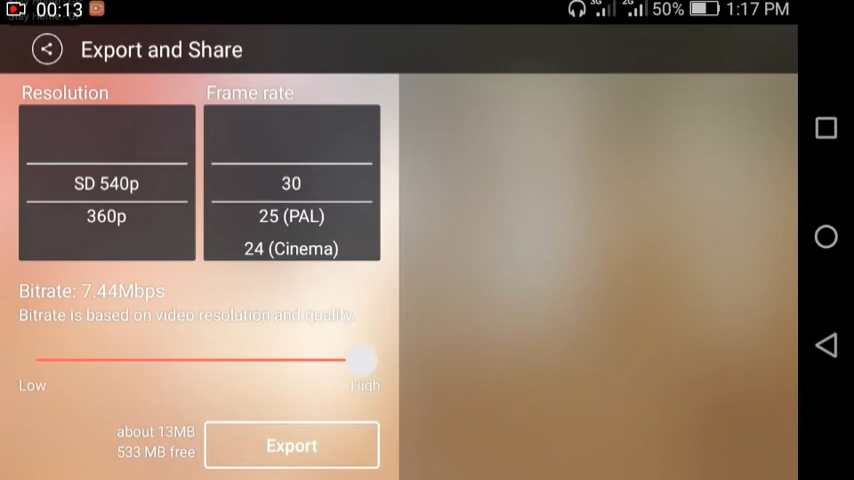 00:13
3G
2G
50%
1:17 PM
Export and Share
Resolution
Frame rate
SD 540p
30
360p
25 (PAL)
24 (Cinema)
Bitrate: 7.44Mbps
Bitrate is based on video resolution and quality.
Low
High
about 13MB
533 MB free
Export